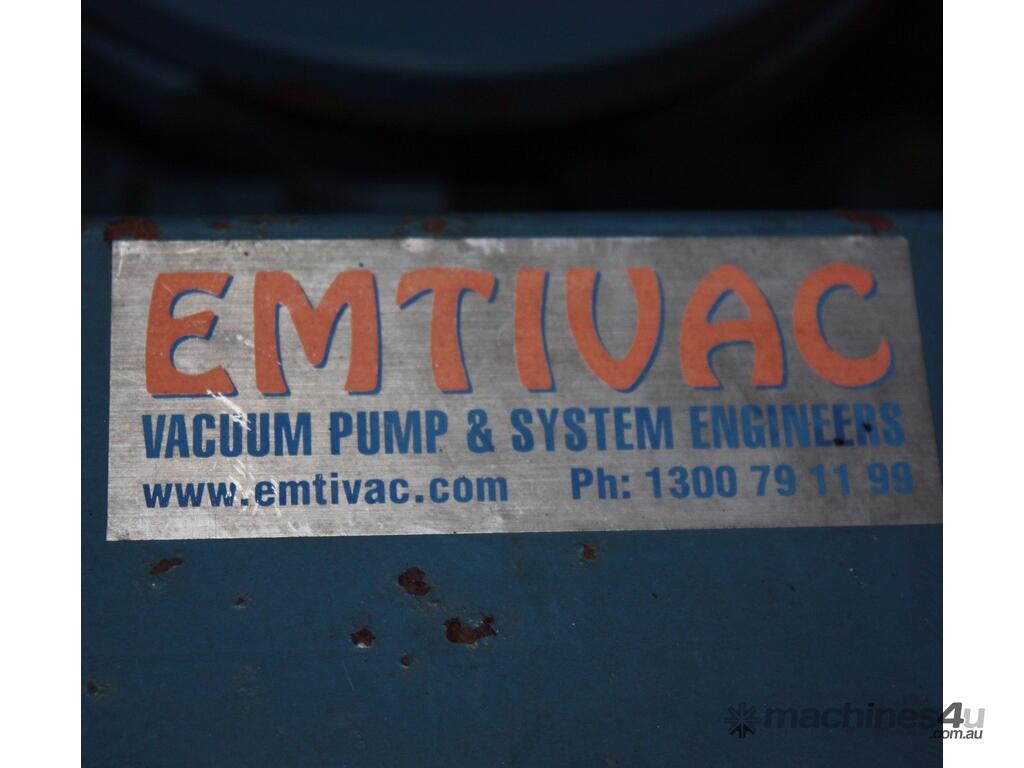 EMTIVAC
VACUUM PUMP & SYSTEM ENGINEERS
www.emtivac.com Ph: 1300 79 11 99
machines4u
.com.au